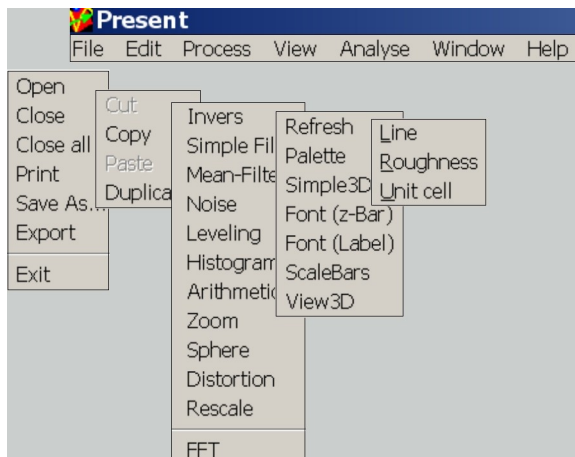 Present
File Edit Process View Analyse Window Help
Open
Close
Close all
Print
Save As...
Export
Exit
Cut
Copy
Paste
Duplica
Invers
Simple Fil
Mean-Filte
Noise
Leveling
Histogram
Arithmetic
Zoom
Sphere
Distortion
Rescale
FFT
Refresh
Palette
Simple3D
Font (z-Bar)
Font (Label)
ScaleBars
View3D
Line
Roughness
Unit cell